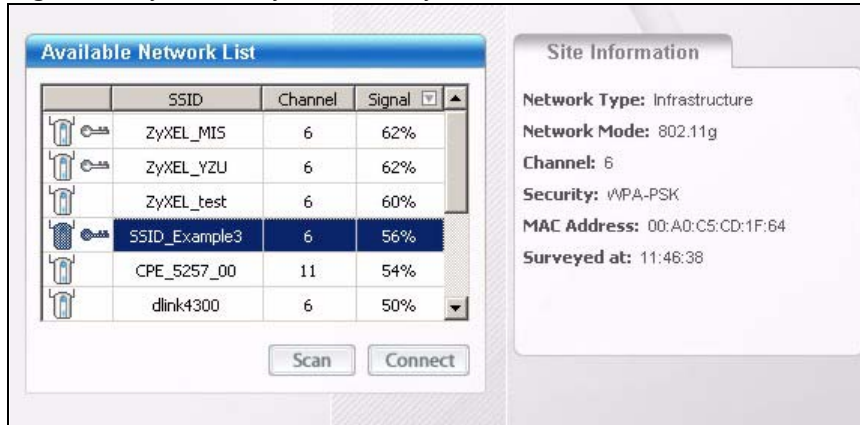 Available Network List
SSID Channel Signal
ZyXEL_MIS 6 62%
ZyXEL_YZU 6 62%
ZyXEL_test 6 60%
SSID_Example3 6 56%
CPE_5257_00 11 54%
dlink4300 6 50%
Scan Connect
Site Information
Network Type: Infrastructure
Network Mode: 802.11g
Channel: 6
Security: WPA-PSK
MAC Address: 00:A0:C5:CD:1F:64
Surveyed at: 11:46:38